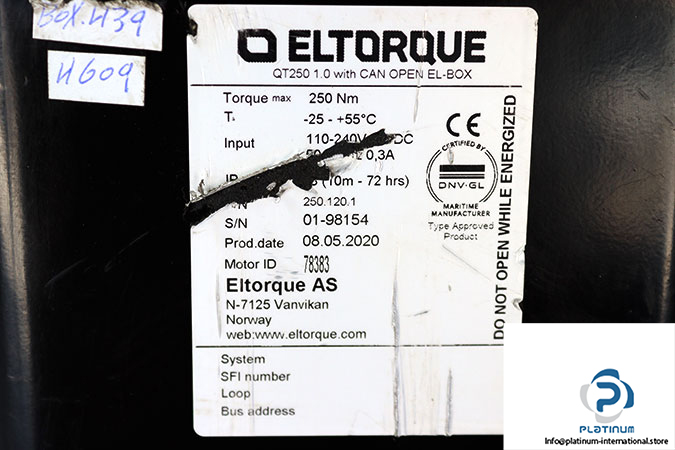 BOX.439
4609
ELTORQUE
QT250 1.0 with CAN OPEN EL-BOX
Torque max 250 Nm
-25 - +55°C
Input 110-240V DC
0,3A
(10m - 72 hrs)
250.120.1
S/N 01-98154
Prod.date 08.05.2020
Motor ID 78383
Eltorque AS
N-7125 Vanvikan
Norway
web:www.eltorque.com
System
SFI number
Loop
Bus address
CE
CERTIFIED BY
DNV·GL
MARITIME
MANUFACTURER
Type Approved
Product
DO NOT OPEN WHILE ENERGIZED
PLATINUM
Info@platinum-international.store